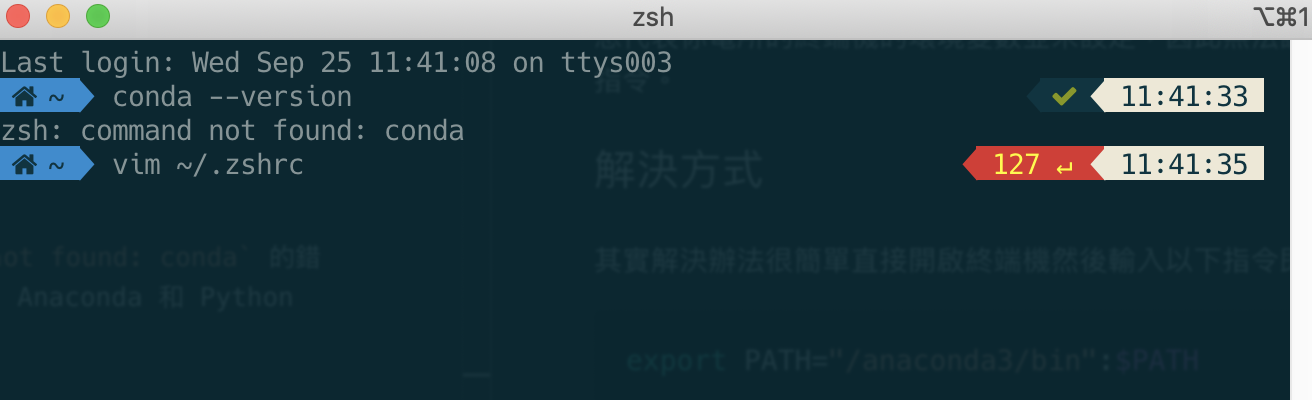 zsh
⌥⌘1
Last login: Wed Sep 25 11:41:08 on ttys003
~ conda --version ✓ 11:41:33
zsh: command not found: conda
~ vim ~/.zshrc 127 ↵ 11:41:35
指令。
解決方式
not found: conda` 的錯
其實解決辦法很簡單直接開啟終端機然後輸入以下指令
Anaconda 和 Python
export PATH="/anaconda3/bin":$PATH